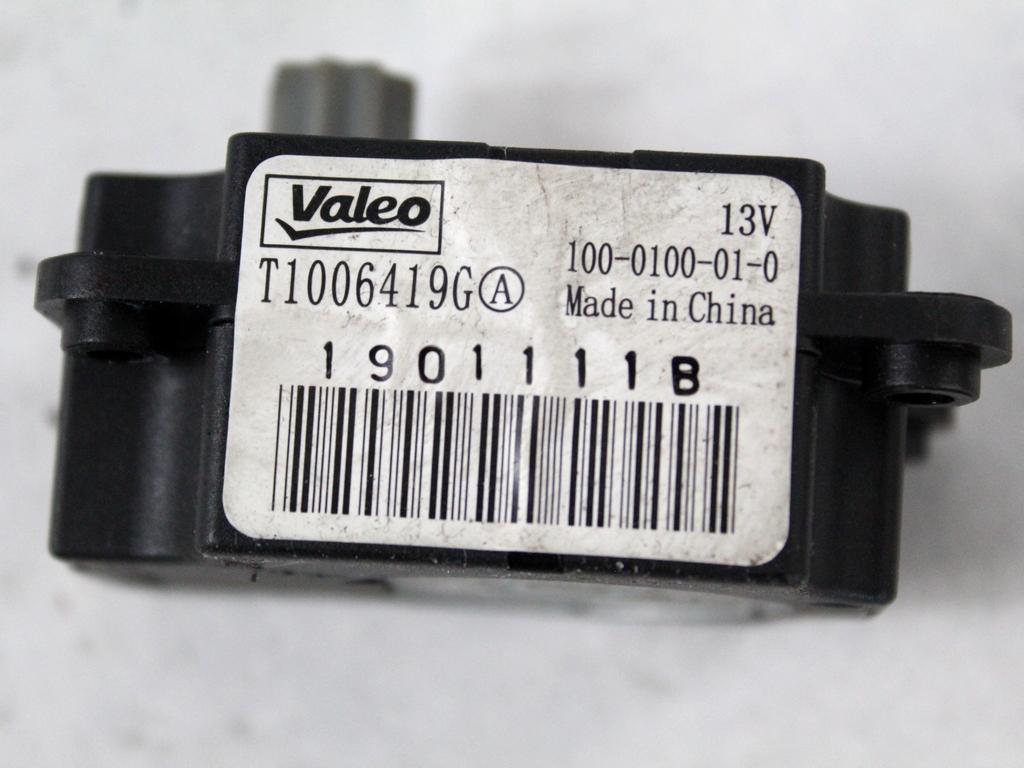 Valeo
13V
T1006419GⒶ
100-0100-01-0
Made in China
1901111B